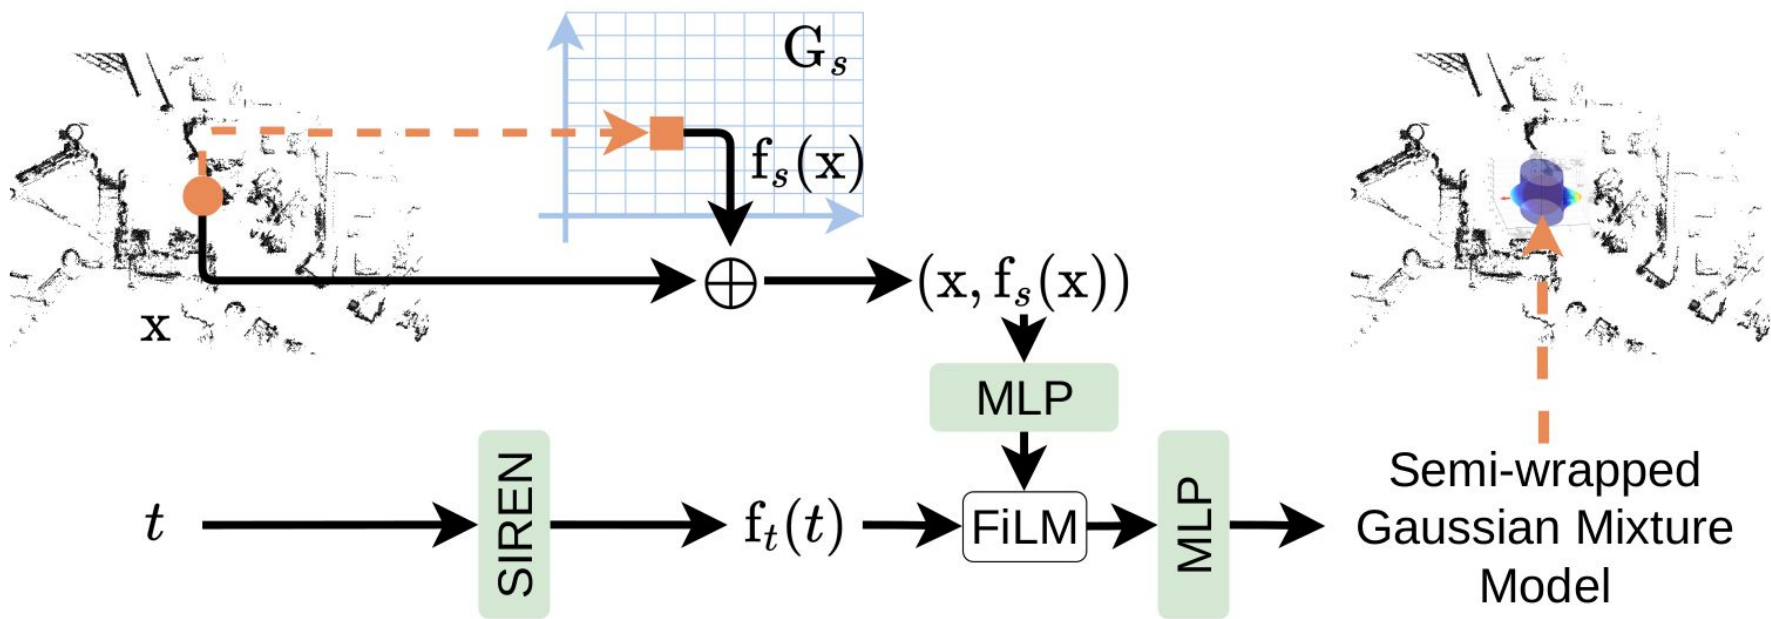 G_s
f_s(x)
(x, f_s(x))
x
MLP
SIREN
t
f_t(t)
FiLM
MLP
Semi-wrapped
Gaussian Mixture
Model